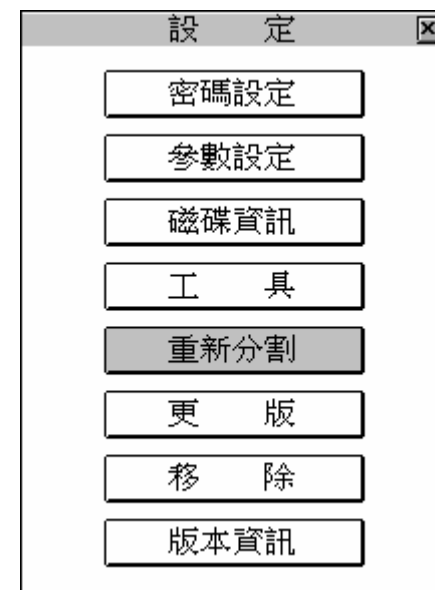 設 定
密碼設定
參數設定
磁碟資訊
工 具
重新分割
更 版
移 除
版本資訊